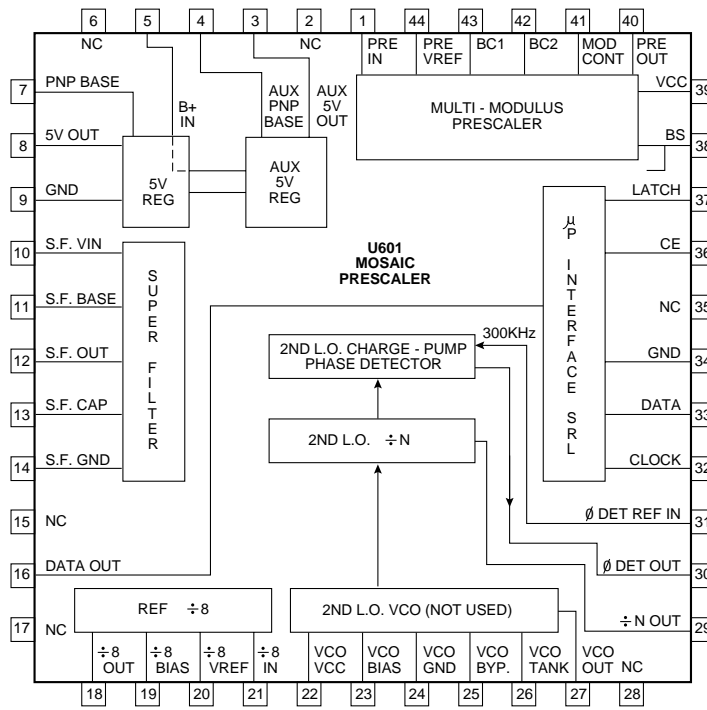 6 5 4 3 2 1 44 43 42 41 40
NC NC PRE IN PRE VREF BC1 BC2 MOD CONT PRE OUT
7 PNP BASE
B+ IN
AUX PNP BASE
AUX 5V OUT
MULTI - MODULUS
PRESCALER
VCC 39
8 5V OUT
BS 38
5V
REG
AUX
5V
REG
9 GND
LATCH 37
10 S.F. VIN
U601
MOSAIC
PRESCALER
CE 36
SUPER FILTER
µP INTERFACE SRL
11 S.F. BASE
NC 35
300KHz
12 S.F. OUT
2ND L.O. CHARGE - PUMP
PHASE DETECTOR
GND 34
13 S.F. CAP
DATA 33
2ND L.O. ÷N
14 S.F. GND
CLOCK 32
15 NC
Ø DET REF IN 31
16 DATA OUT
Ø DET OUT 30
REF ÷8
2ND L.O. VCO (NOT USED)
17 NC
÷N OUT 29
÷8 OUT
÷8 BIAS
÷8 VREF
÷8 IN
VCO VCC
VCO BIAS
VCO GND
VCO BYP.
VCO TANK
VCO OUT
NC
18 19 20 21 22 23 24 25 26 27 28